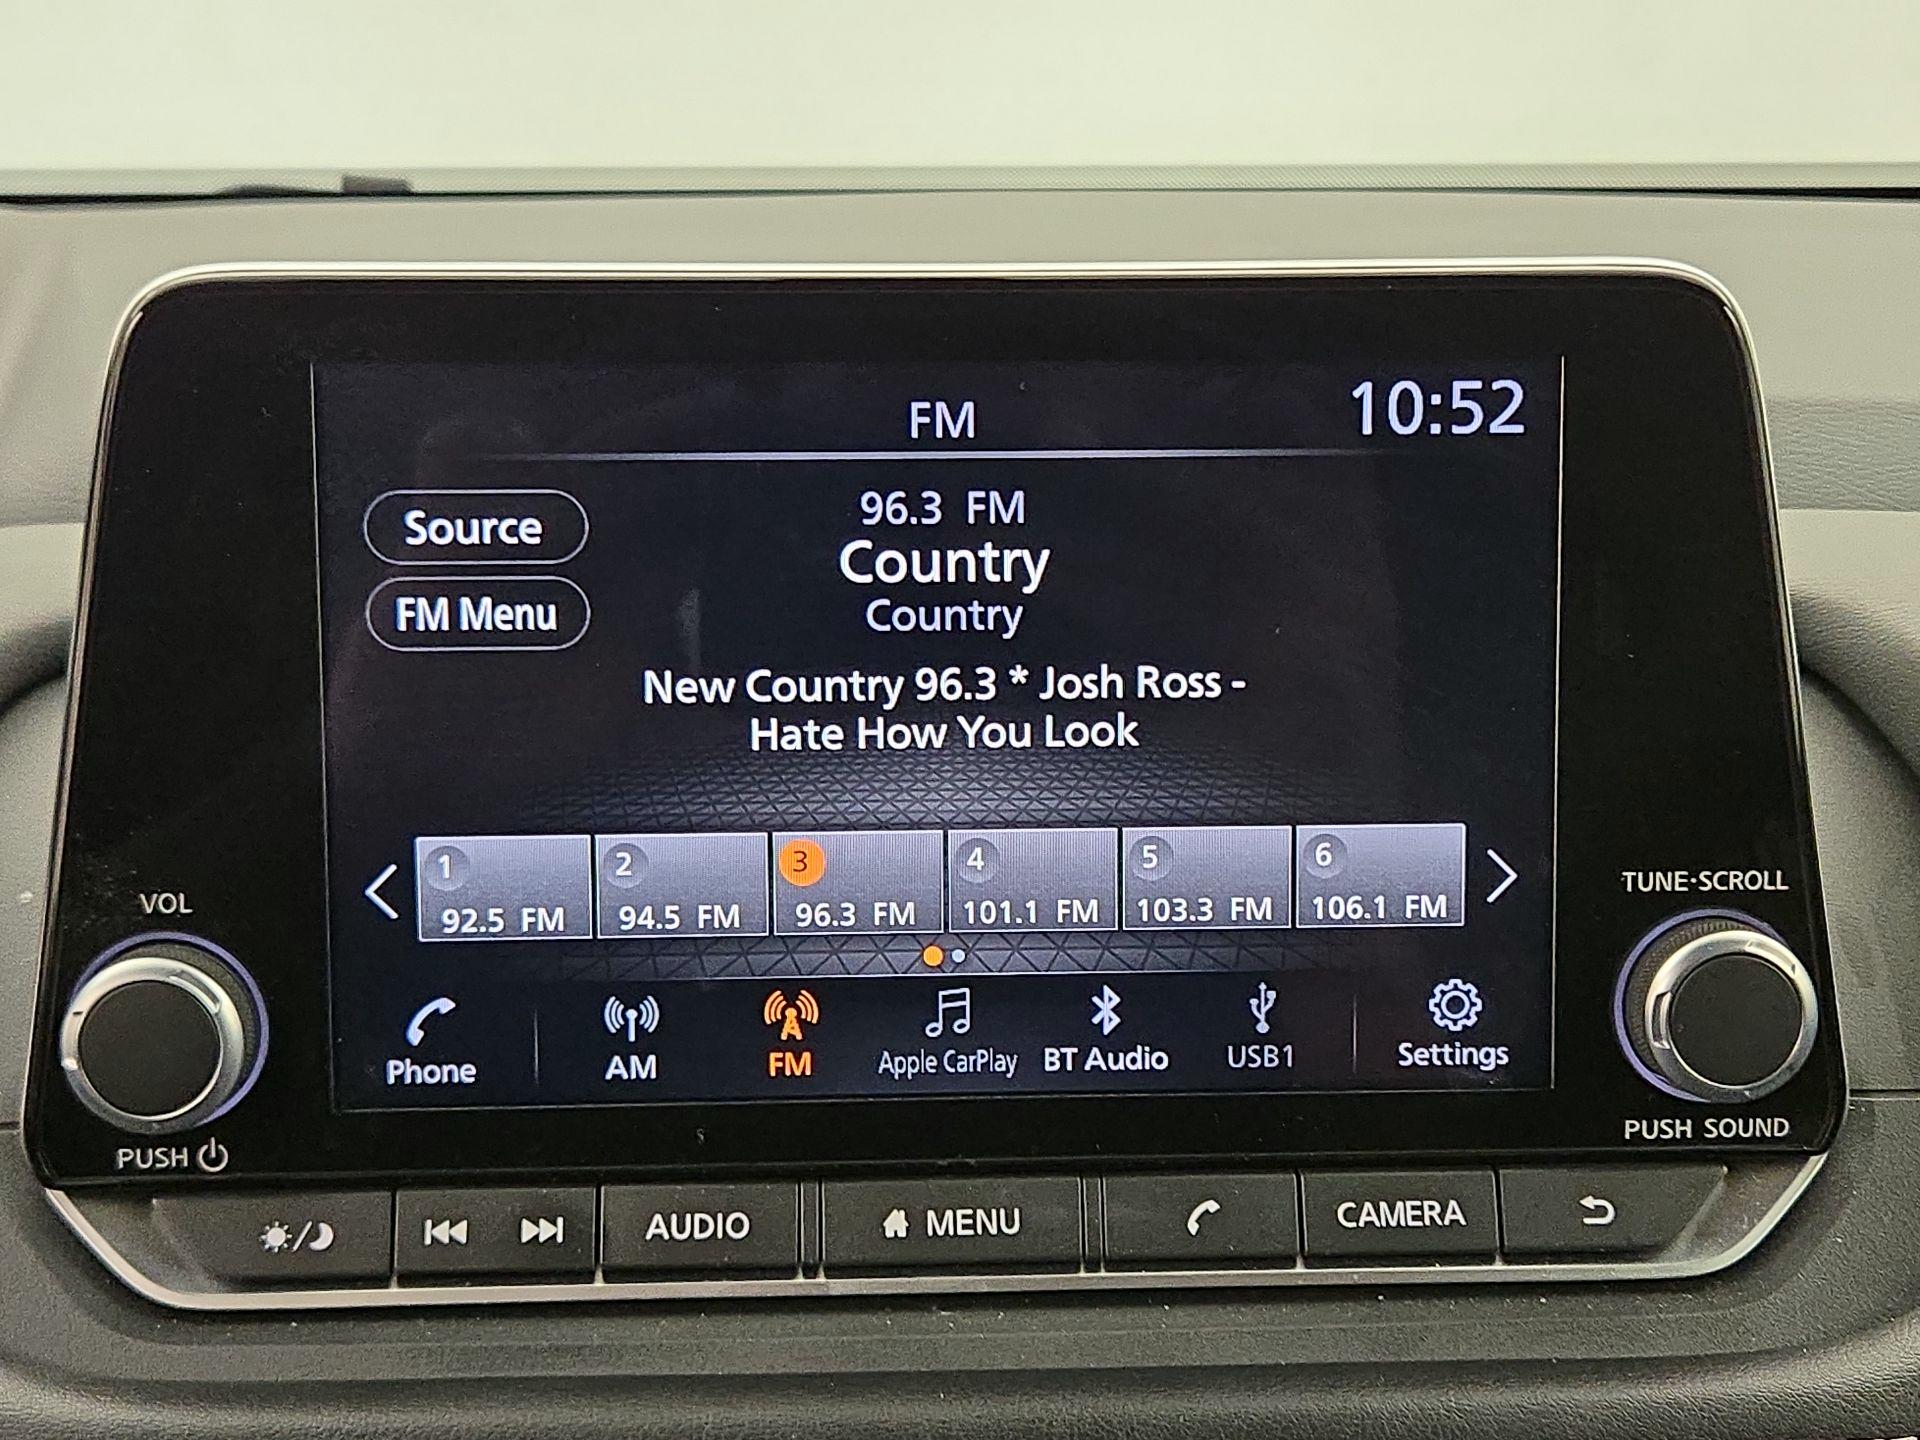 FM
10:52
Source
96.3 FM
Country
FM Menu
Country
New Country 96.3 * Josh Ross -
Hate How You Look
1
2
3
4
5
6
92.5 FM
94.5 FM
96.3 FM
101.1 FM
103.3 FM
106.1 FM
VOL
TUNE·SCROLL
Phone
AM
FM
Apple CarPlay
BT Audio
USB1
Settings
PUSH
PUSH SOUND
AUDIO
MENU
CAMERA